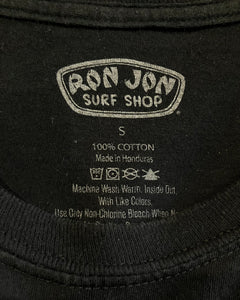 RON JON
SURF SHOP
S
100% COTTON
Made in Honduras
Machine Wash Warm. Inside Out
With Like Colors.
Use Only Non-Chlorine Bleach When